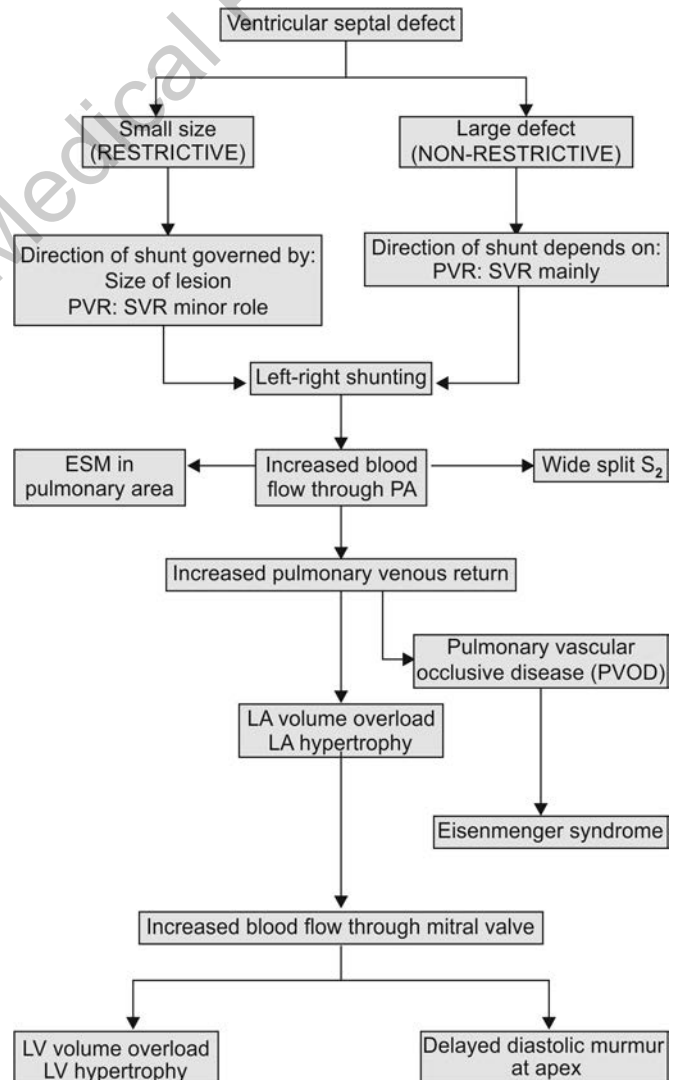 Medical
Ventricular septal defect
Small size
(RESTRICTIVE)
Large defect
(NON-RESTRICTIVE)
Direction of shunt governed by:
Size of lesion
PVR: SVR minor role
Direction of shunt depends on:
PVR: SVR mainly
Left-right shunting
ESM in
pulmonary area
Increased blood
flow through PA
Wide split S₂
Increased pulmonary venous return
Pulmonary vascular
occlusive disease (PVOD)
LA volume overload
LA hypertrophy
Eisenmenger syndrome
Increased blood flow through mitral valve
LV volume overload
LV hypertrophy
Delayed diastolic murmur
at apex